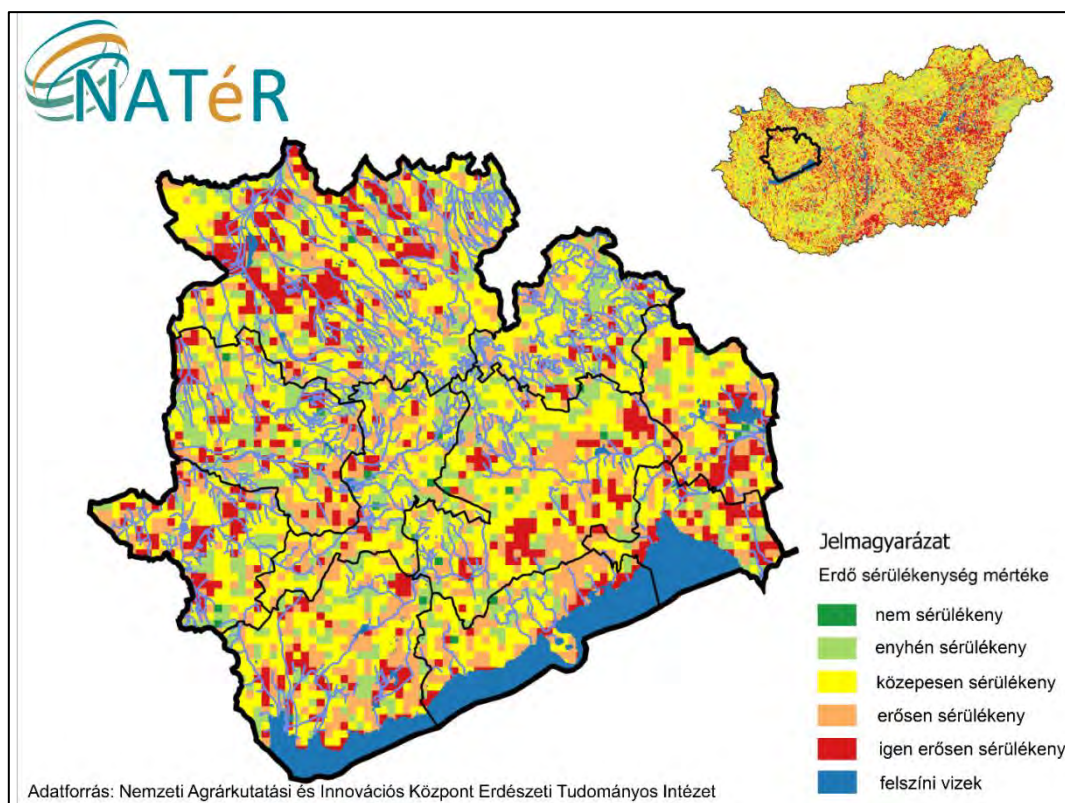 NATéR
Jelmagyarázat
Erdő sérülékenység mértéke
nem sérülékeny
enyhén sérülékeny
közepesen sérülékeny
erősen sérülékeny
igen erősen sérülékeny
felszíni vizek
Adatforrás: Nemzeti Agrárkutatási és Innovációs Központ Erdészeti Tudományos Intézet